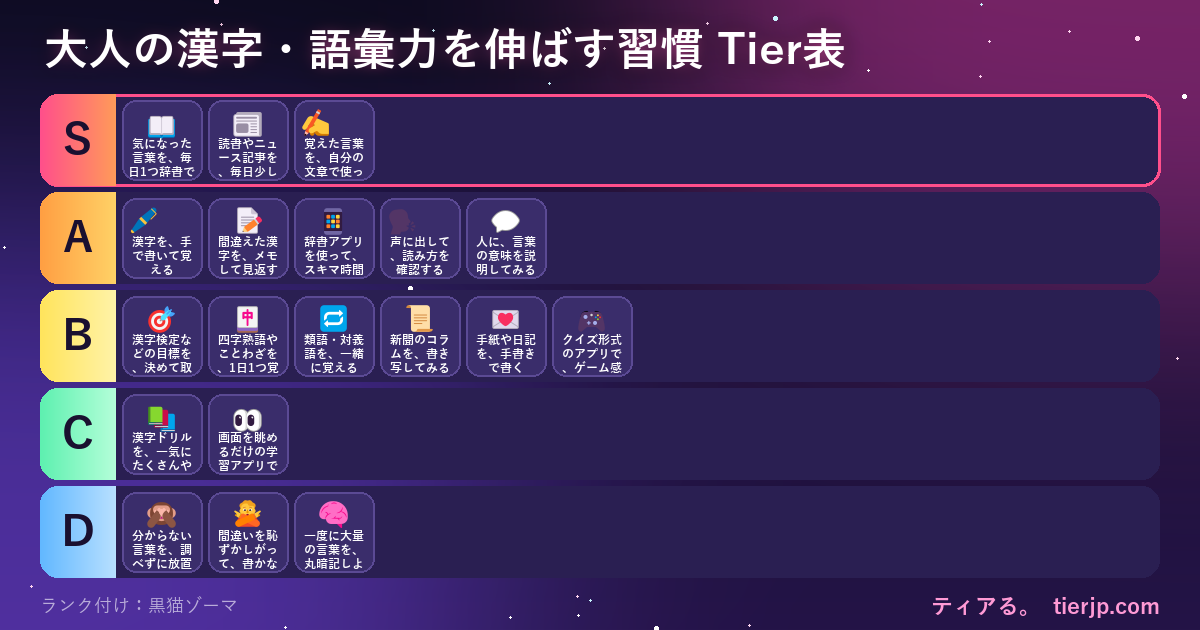 大人の漢字・語彙力を伸ばす習慣 Tier表
S
気になった
言葉を、毎
日1つ辞書で
読書やニュ
ース記事を
、毎日少し
覚えた言葉
を、自分の
文章で使っ
A
漢字を、手
で書いて覚
える
間違えた漢
字を、メモ
して見返す
辞書アプリ
を使って、
スキマ時間
声に出して
、読み方を
確認する
人に、言葉
の意味を説
明してみる
B
漢字検定な
どの目標を
、決めて取
中
四字熟語や
ことわざを
、1日1つ覚
類語・対義
語を、一緒
に覚える
新聞のコラ
ムを、書き
写してみる
手紙や日記
を、手書き
で書く
クイズ形式
のアプリで
、ゲーム感
C
漢字ドリル
を、一気に
たくさんや
画面を眺め
るだけの学
習アプリで
D
分からない
言葉を、調
べずに放置
間違いを恥
ずかしがっ
て、書かな
一度に大量
の言葉を、
丸暗記しよ
ランク付け：黒猫ゾーマ
ティアる。 tierjp.com